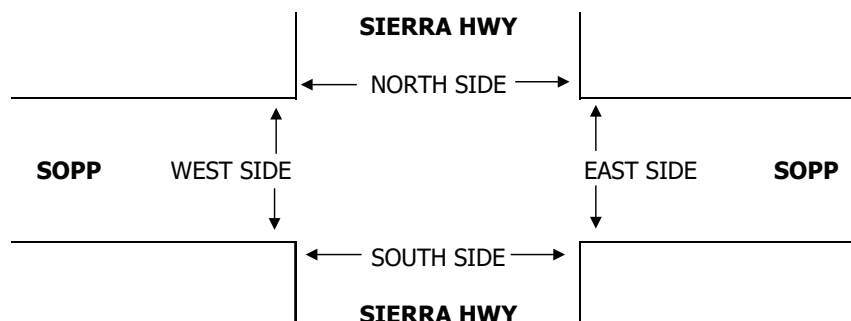 SIERRA HWY
NORTH SIDE
SOPP WEST SIDE EAST SIDE SOPP
SOUTH SIDE
SIERRA HWY